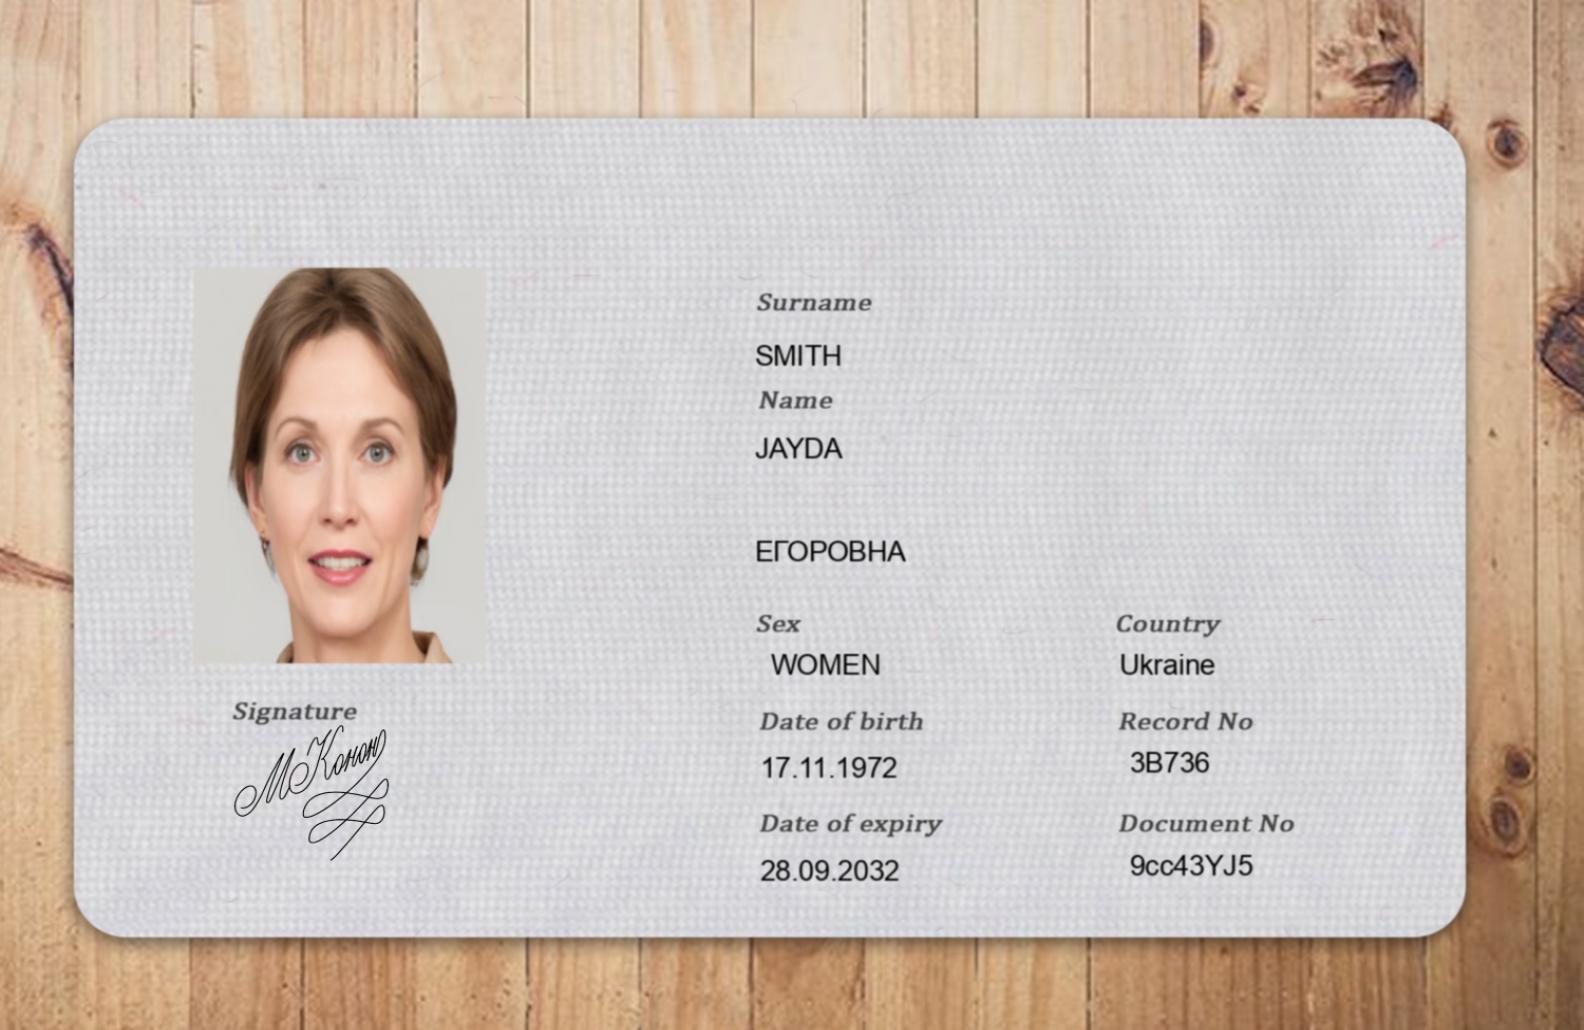 Surname
SMITH
Name
JAYDA
ЕГОРОВНА
Sex
Country
WOMEN
Ukraine
Date of birth
Record No
17.11.1972
3B736
Date of expiry
Document No
28.09.2032
9cc43YJ5
Signature
МКонон